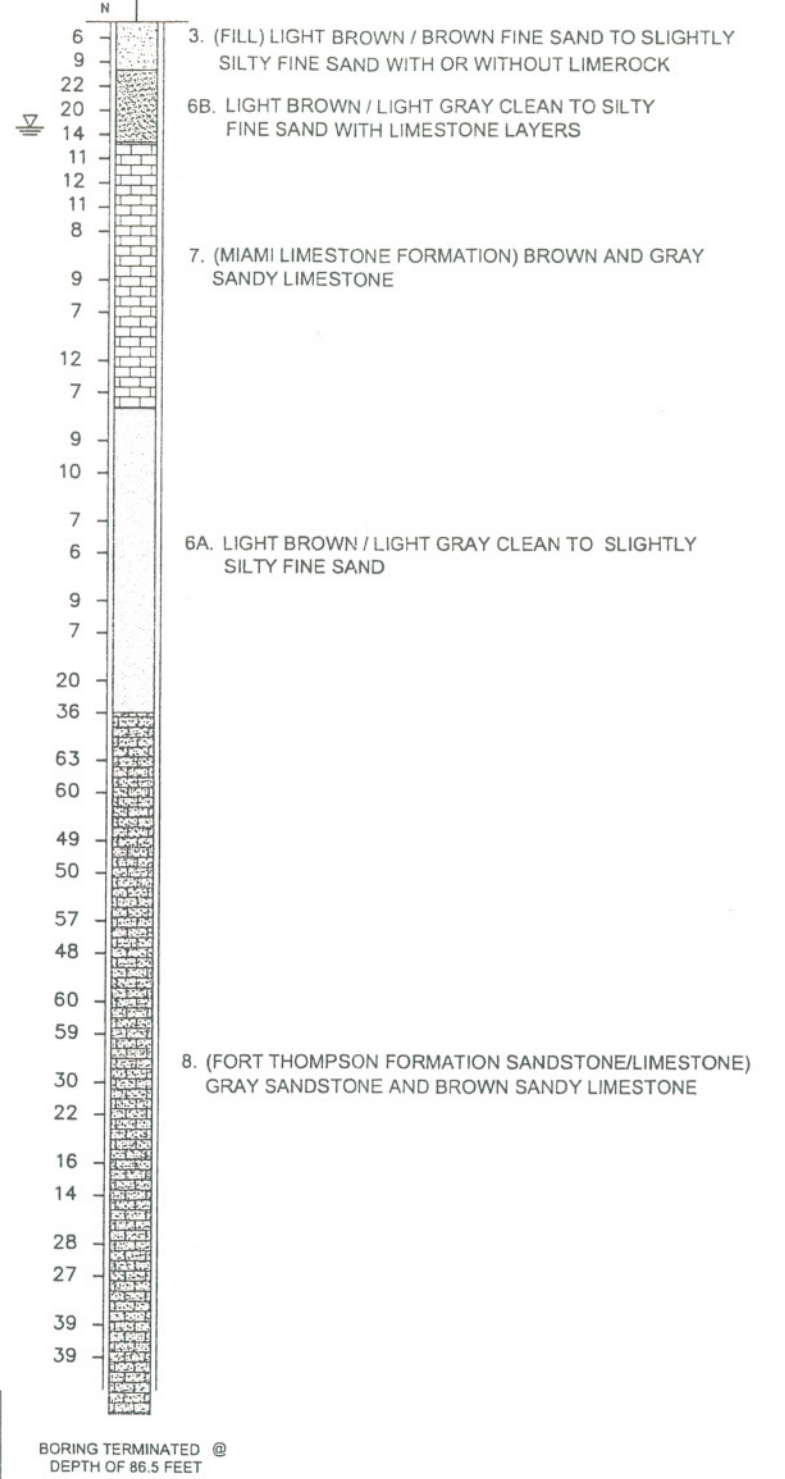 N
6
3. (FILL) LIGHT BROWN / BROWN FINE SAND TO SLIGHTLY
9
SILTY FINE SAND WITH OR WITHOUT LIMEROCK
22
20
6B. LIGHT BROWN / LIGHT GRAY CLEAN TO SILTY
14
FINE SAND WITH LIMESTONE LAYERS
11
12
11
8
7. (MIAMI LIMESTONE FORMATION) BROWN AND GRAY
9
SANDY LIMESTONE
7
12
7
9
10
7
6A. LIGHT BROWN / LIGHT GRAY CLEAN TO SLIGHTLY
6
SILTY FINE SAND
9
7
20
36
63
60
49
50
57
48
60
59
8. (FORT THOMPSON FORMATION SANDSTONE/LIMESTONE)
30
GRAY SANDSTONE AND BROWN SANDY LIMESTONE
22
16
14
28
27
39
39
BORING TERMINATED @
DEPTH OF 86.5 FEET